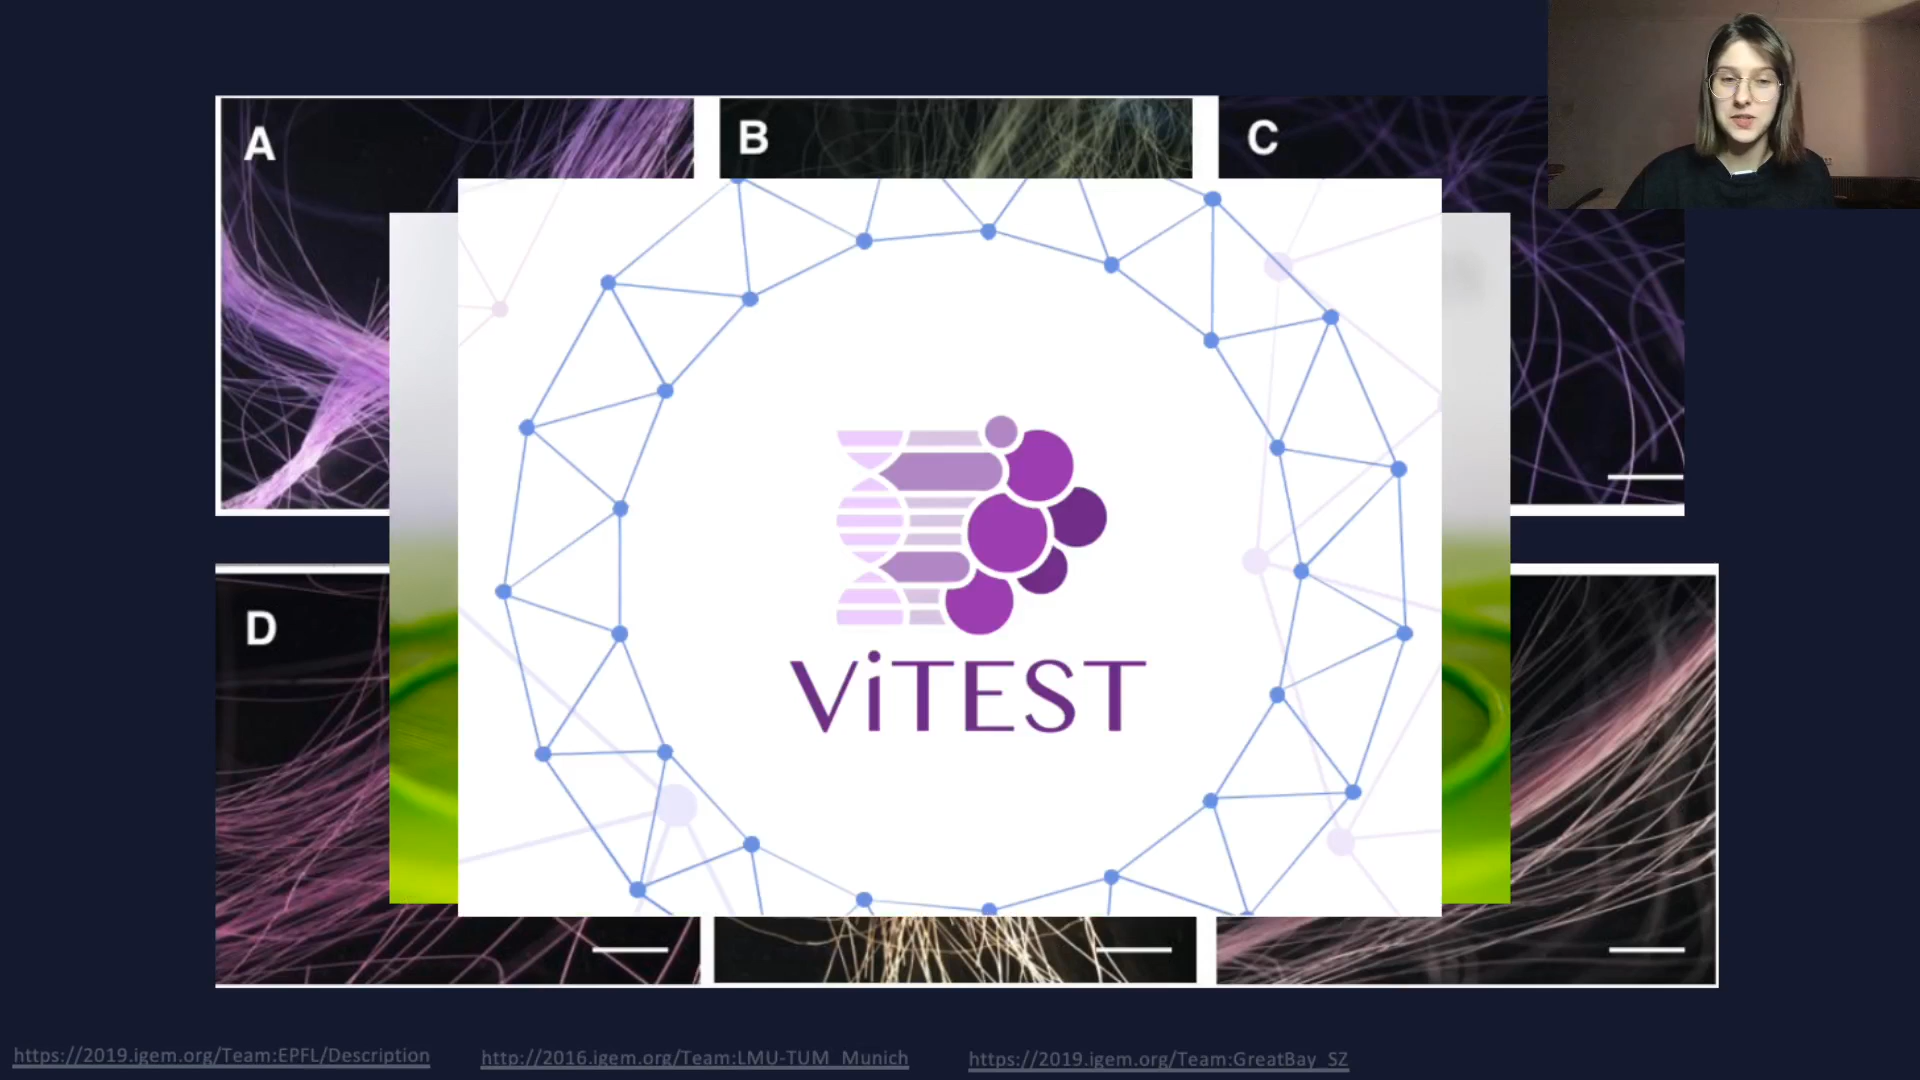 A
B
C
D
ViTEST
https://2019.igem.org/Team:EPFL/Description
http://2016.igem.org/Team:LMU-TUM_Munich
https://2019.igem.org/Team:GreatBay_SZ